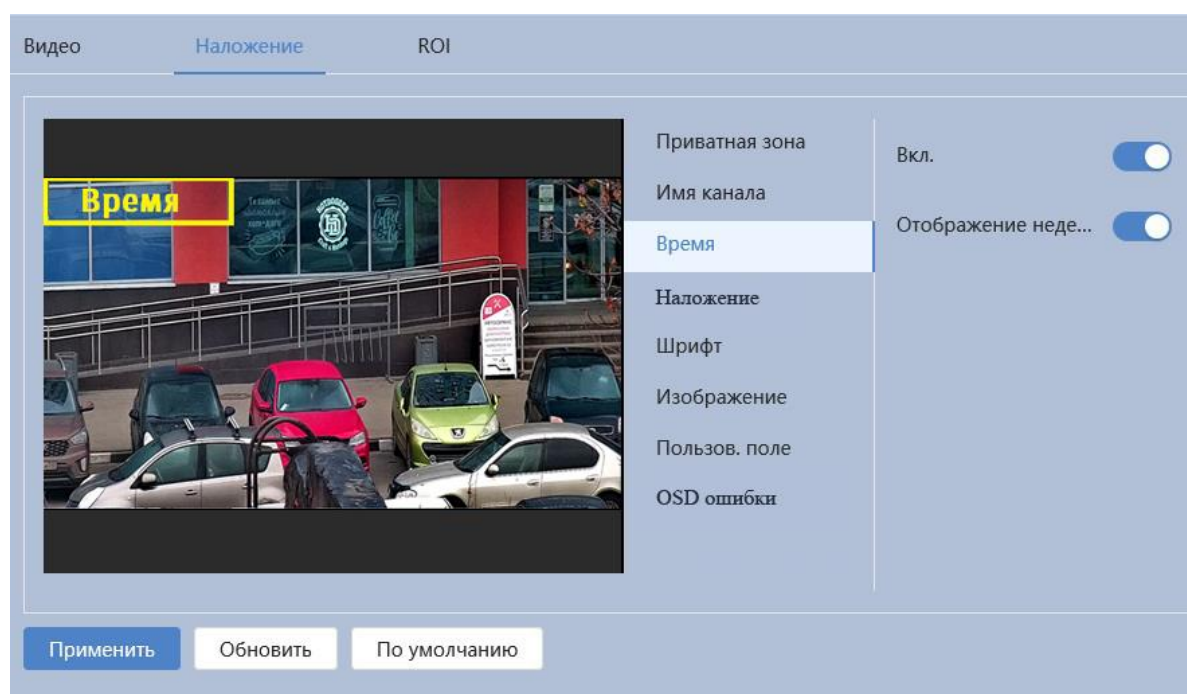 Видео
Наложение
ROI
Время
Приватная зона
Имя канала
Время
Наложение
Шрифт
Изображение
Пользов. поле
OSD ошибки
Вкл.
Отображение неде...
Применить
Обновить
По умолчанию